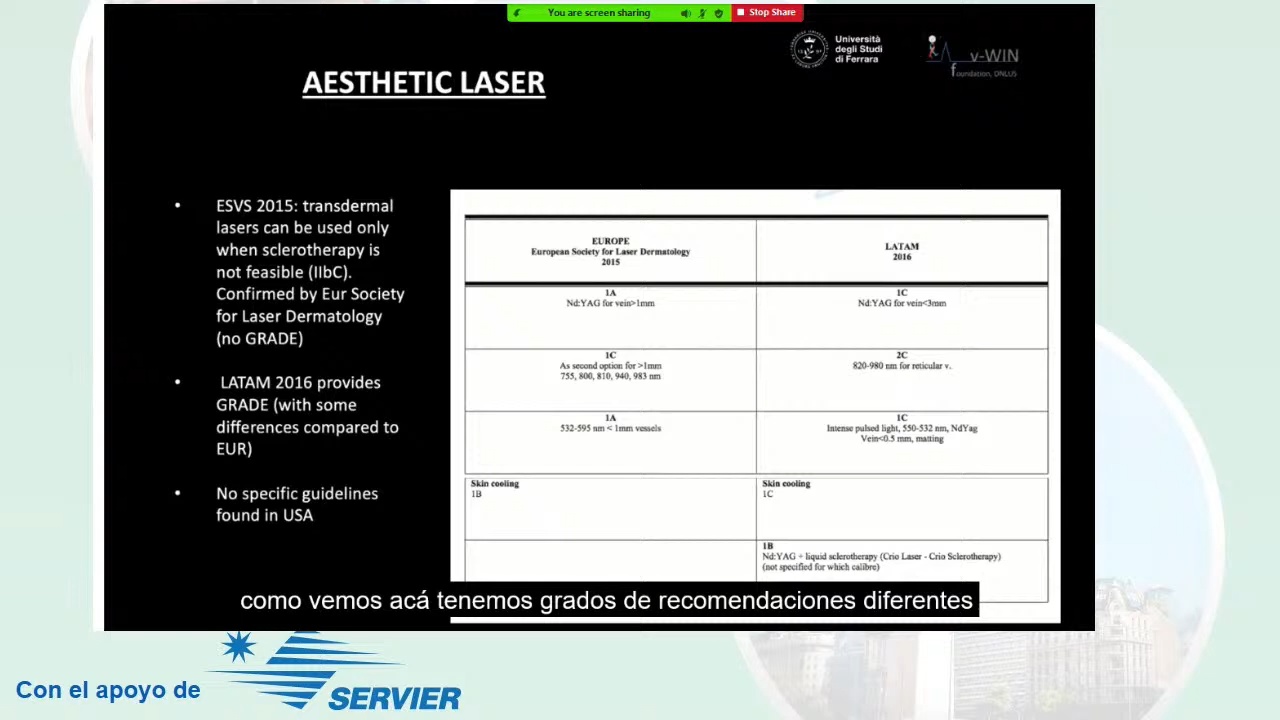 You are screen sharing
Stop Share
Università
degli Studi
di Ferrara
v-WIN
foundation, ONLUS
AESTHETIC LASER
• ESVS 2015: transdermal
lasers can be used only
when sclerotherapy is
not feasible (IIbC).
Confirmed by Eur Society
for Laser Dermatology
(no GRADE)
• LATAM 2016 provides
GRADE (with some
differences compared to
EUR)
• No specific guidelines
found in USA
EUROPE
European Society for Laser Dermatology
2015
LATAM
2016
1A
Nd:YAG for vein>1mm
1C
Nd:YAG for vein<3mm
1C
As second option for >1mm
755, 800, 810, 940, 983 nm
2C
820-980 nm for reticular v.
1A
532-595 nm < 1mm vessels
1C
Intense pulsed light, 550-532 nm, NdYag
Vein<0.5 mm, matting
Skin cooling
1B
Skin cooling
1C
1B
Nd:YAG + liquid sclerotherapy (Crio Laser - Crio Sclerotherapy)
(not specified for which calibre)
como vemos acá tenemos grados de recomendaciones diferentes
Con el apoyo de
SERVIER